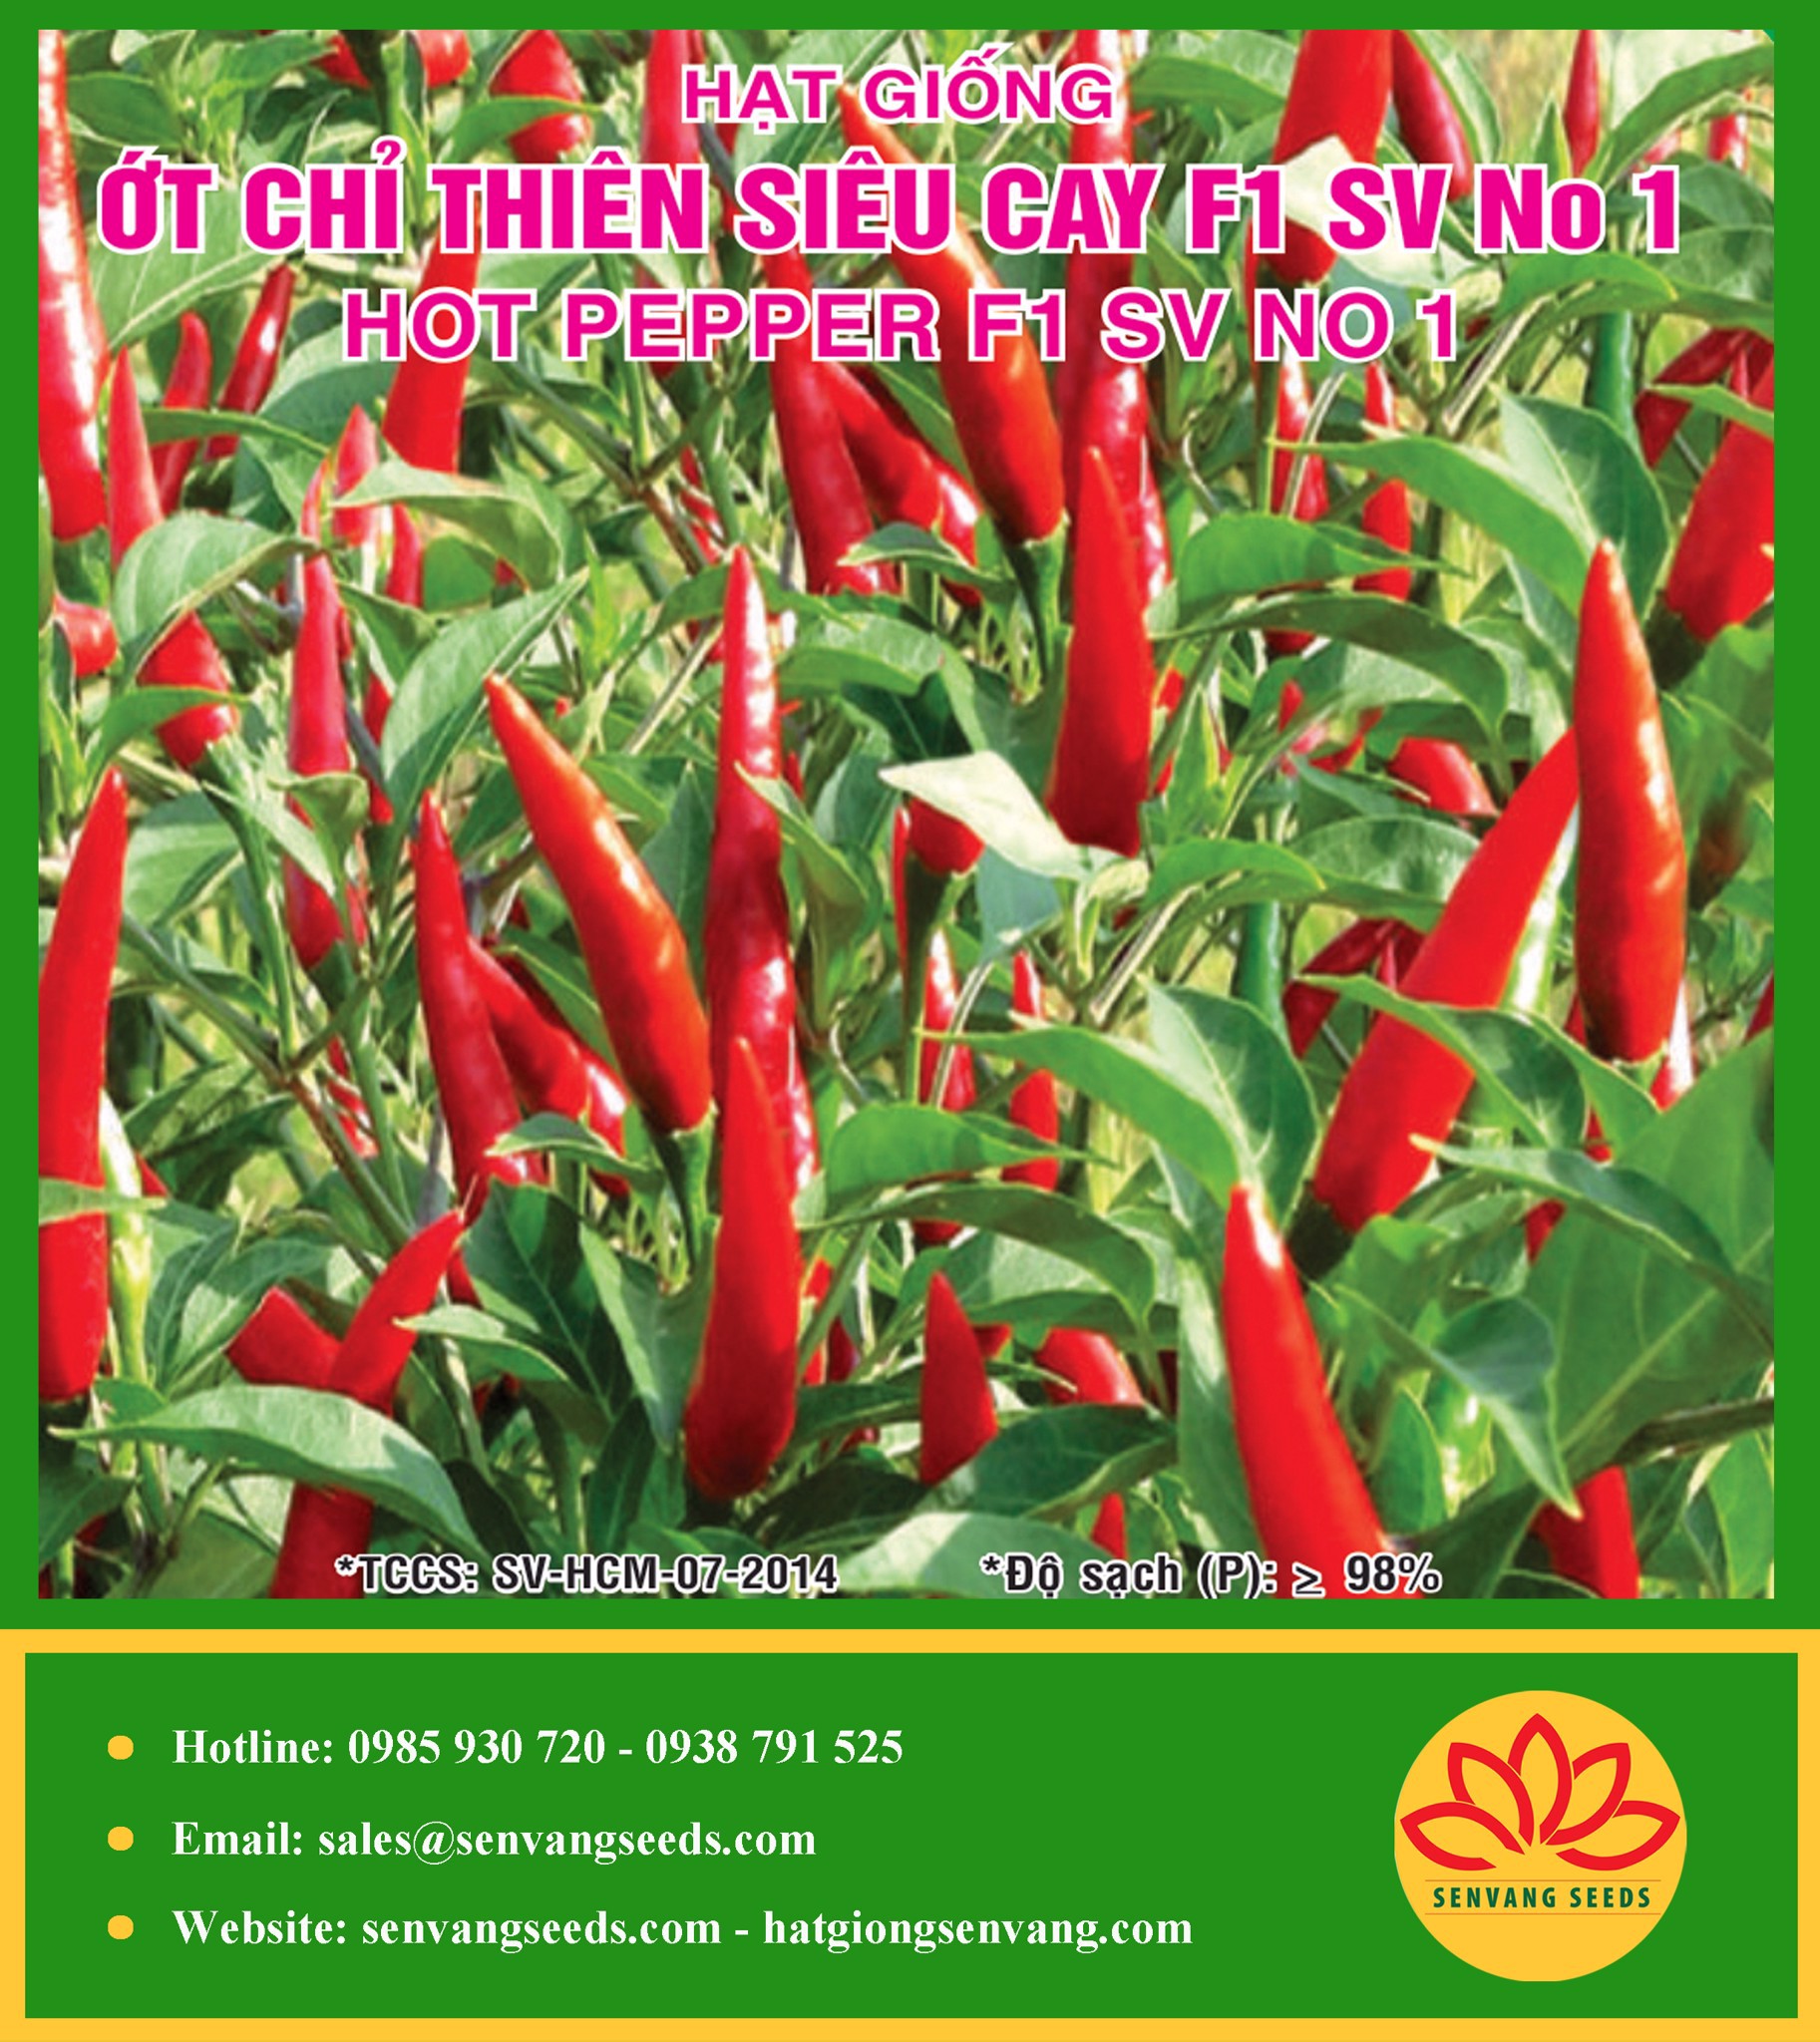 HẠT GIỐNG
ỚT CHỈ THIÊN SIÊU CAY F1 SV No 1
HOT PEPPER F1 SV NO 1
*TCCS: SV-HCM-07-2014 *Độ sạch (P): ≥ 98%
Hotline: 0985 930 720 - 0938 791 525
Email: sales@senvangseeds.com
Website: senvangseeds.com - hatgiongsenvang.com
SENVANG SEEDS